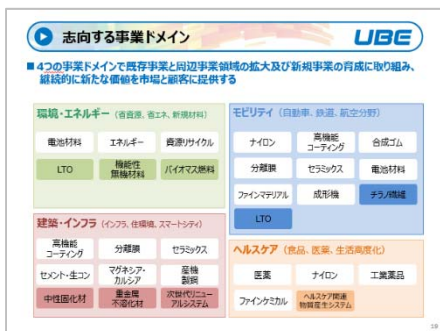 志向する事業ドメイン
UBE
■4つの事業ドメインで既存事業と周辺事業領域の拡大及び新規事業の育成に取り組み、
継続的に新たな価値を市場と顧客に提供する
環境・エネルギー（省資源、省エネ、新規材料）
電池材料 エネルギー 資源リサイクル
LTO 機能性
無機材料 バイオマス燃料
モビリティ（自動車、鉄道、航空分野）
ナイロン 高機能
コーティング 合成ゴム
分離膜 セラミックス 電池材料
ファインマテリアル 成形機 チラノ繊維
LTO
建築・インフラ（インフラ、住環境、スマートシティ）
高機能
コーティング 分離膜 セラミックス
セメント・生コン マグネシア・
カルシア 産機
製鋼
中性固化材 重金属
不溶化材 次世代リニュー
アルシステム
ヘルスケア（食品、医薬、生活高度化）
医薬 ナイロン 工業薬品
ファインケミカル ヘルスケア関連
物質産生システム